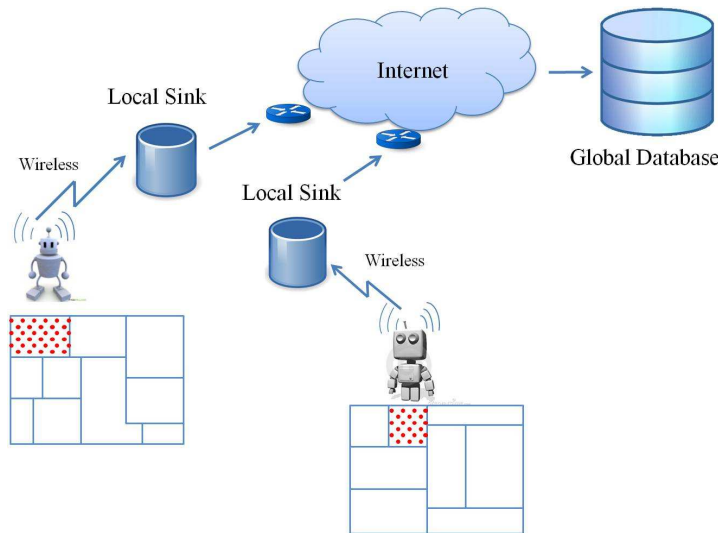 Internet
Local Sink
Global Database
Wireless
Local Sink
Wireless